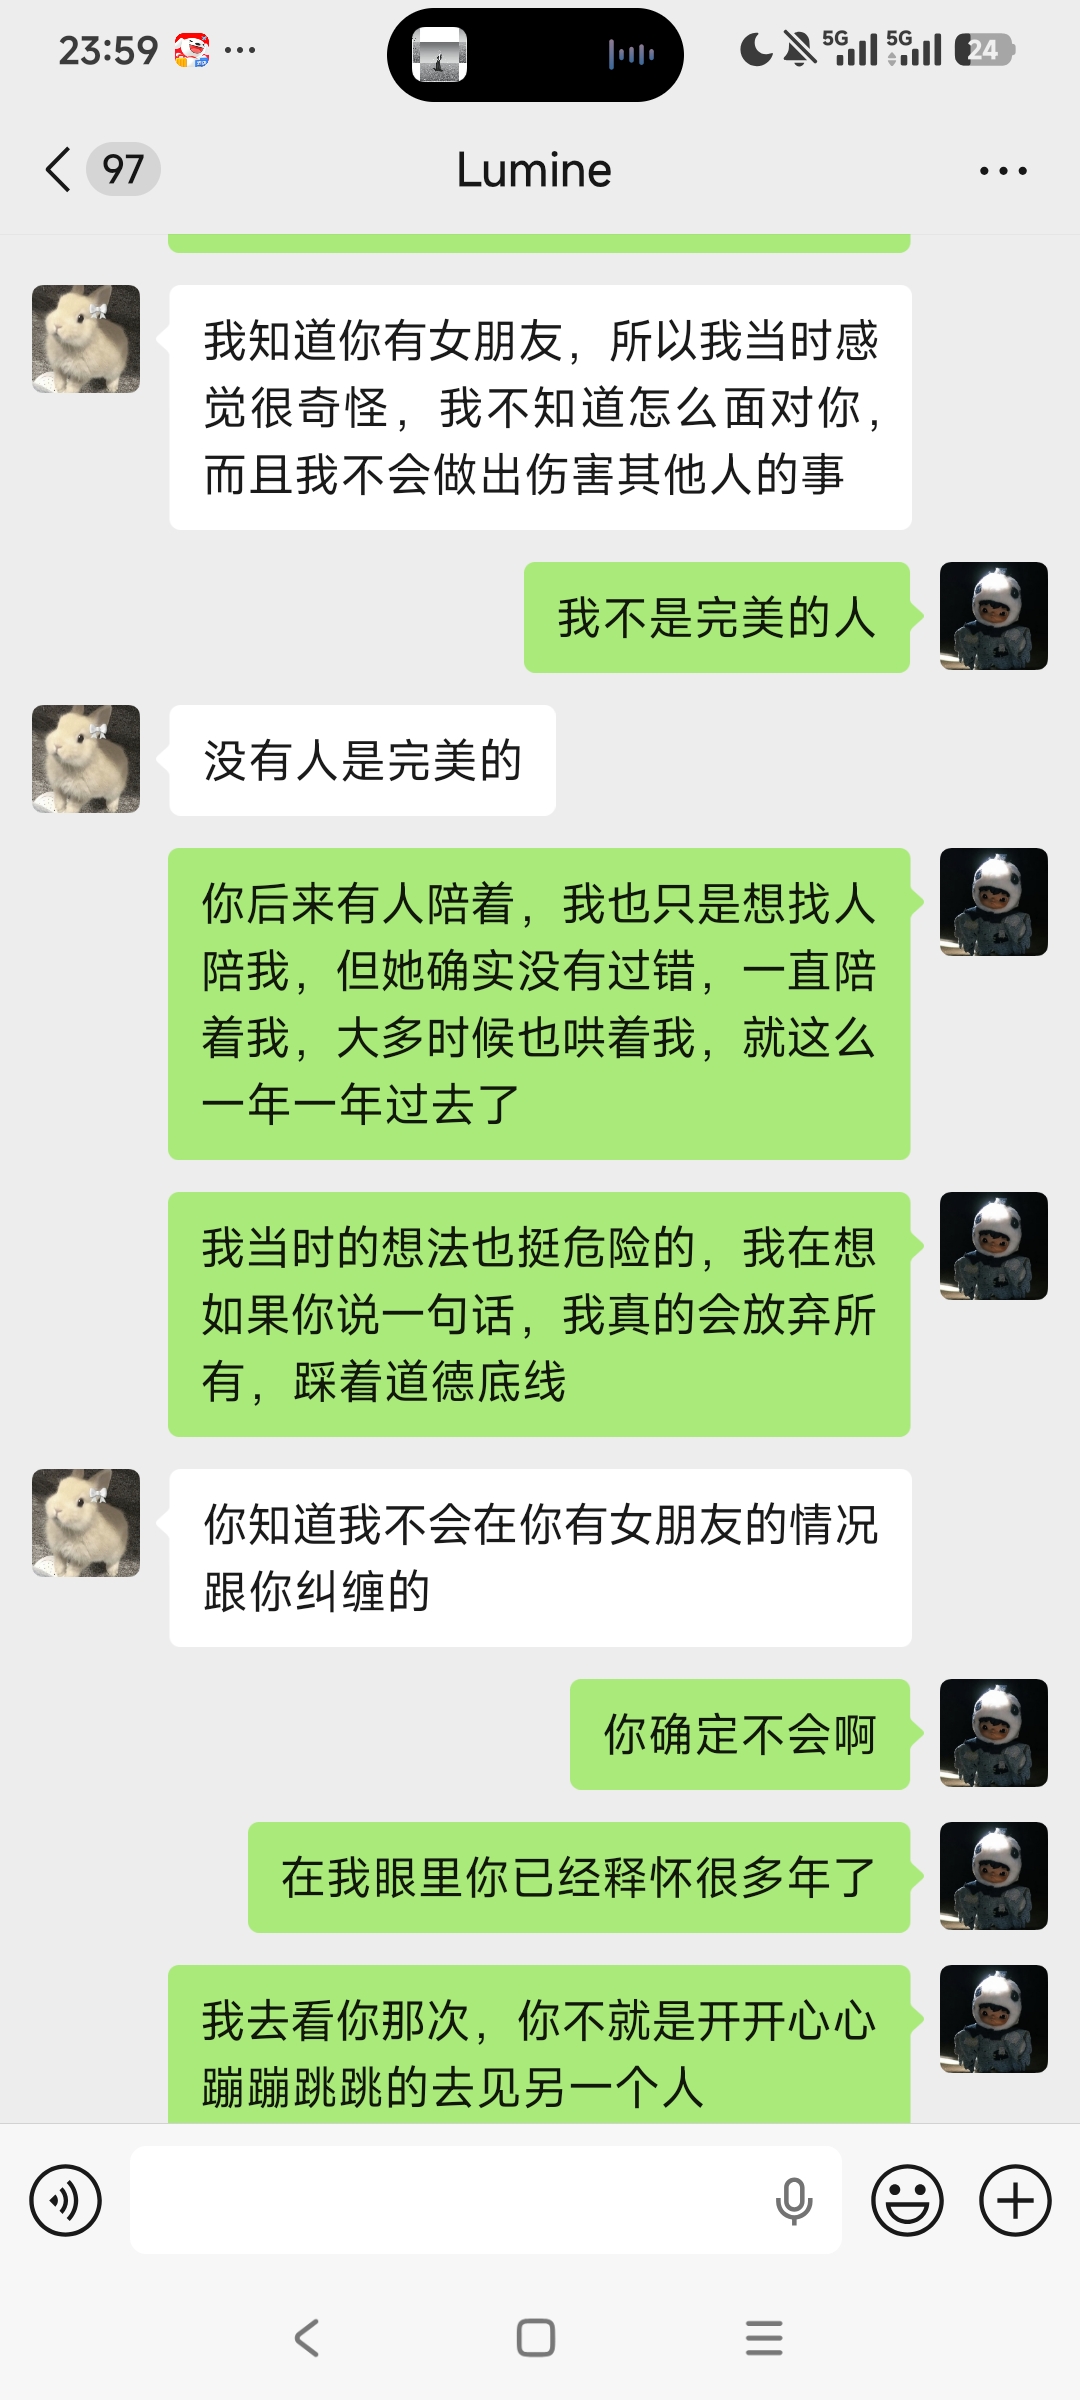 23:59
5G
5G
24
97
Lumine
我知道你有女朋友，所以我当时感
觉很奇怪，我不知道怎么面对你，
而且我不会做出伤害其他人的事
我不是完美的人
没有人是完美的
你后来有人陪着，我也只是想找人
陪我，但她确实没有过错，一直陪
着我，大多时候也哄着我，就这么
一年一年过去了
我当时的想法也挺危险的，我在想
如果你说一句话，我真的会放弃所
有，踩着道德底线
你知道我不会在你有女朋友的情况
跟你纠缠的
你确定不会啊
在我眼里你已经释怀很多年了
我去看你那次，你不就是开开心心
蹦蹦跳跳的去见另一个人